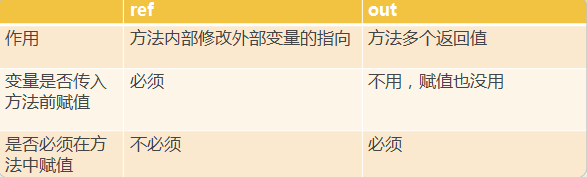 ref out
作用 方法内部修改外部变量的指向 方法多个返回值
变量是否传入 必须 不用，赋值也没用
方法前赋值
是否必须在方 不必须 必须
法中赋值